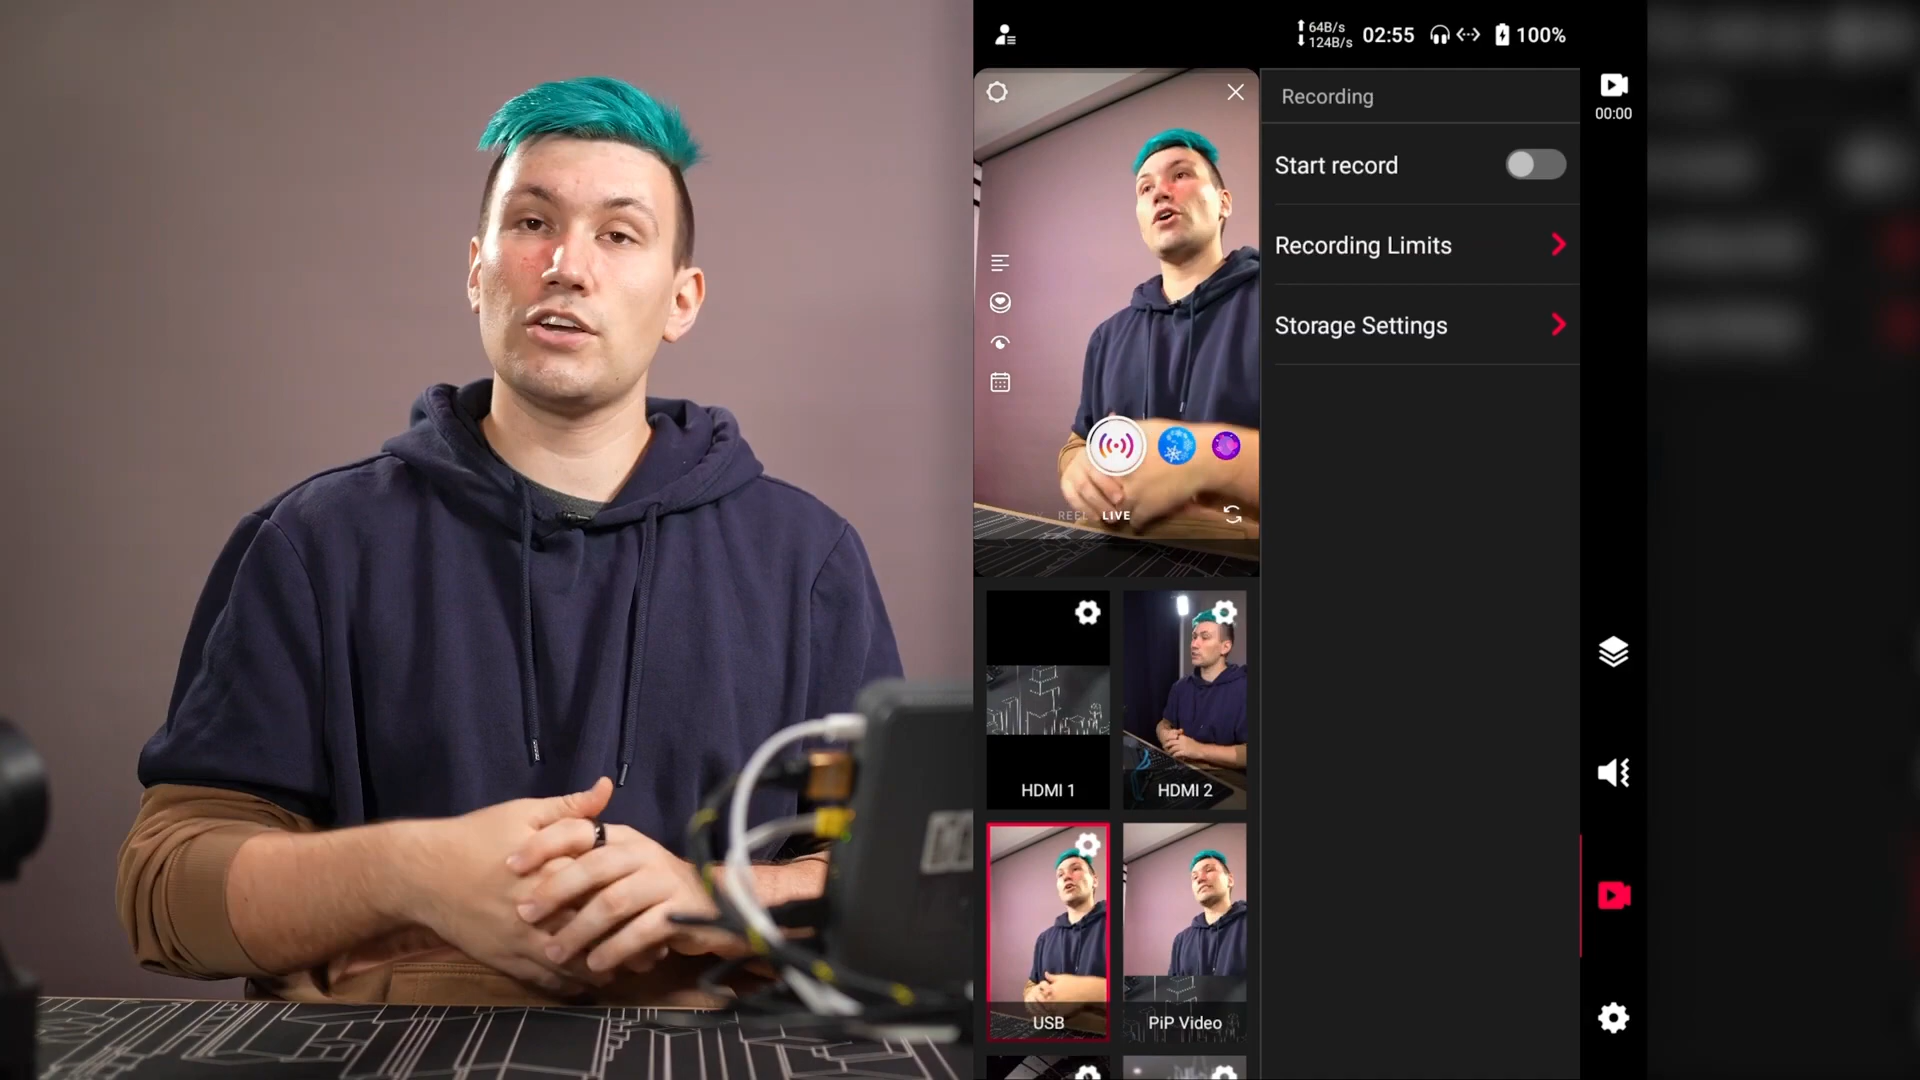 64B/s
124B/s
02:55
100%
00:00
Recording
Start record
Recording Limits
Storage Settings
REEL
LIVE
HDMI 1
HDMI 2
USB
PiP Video